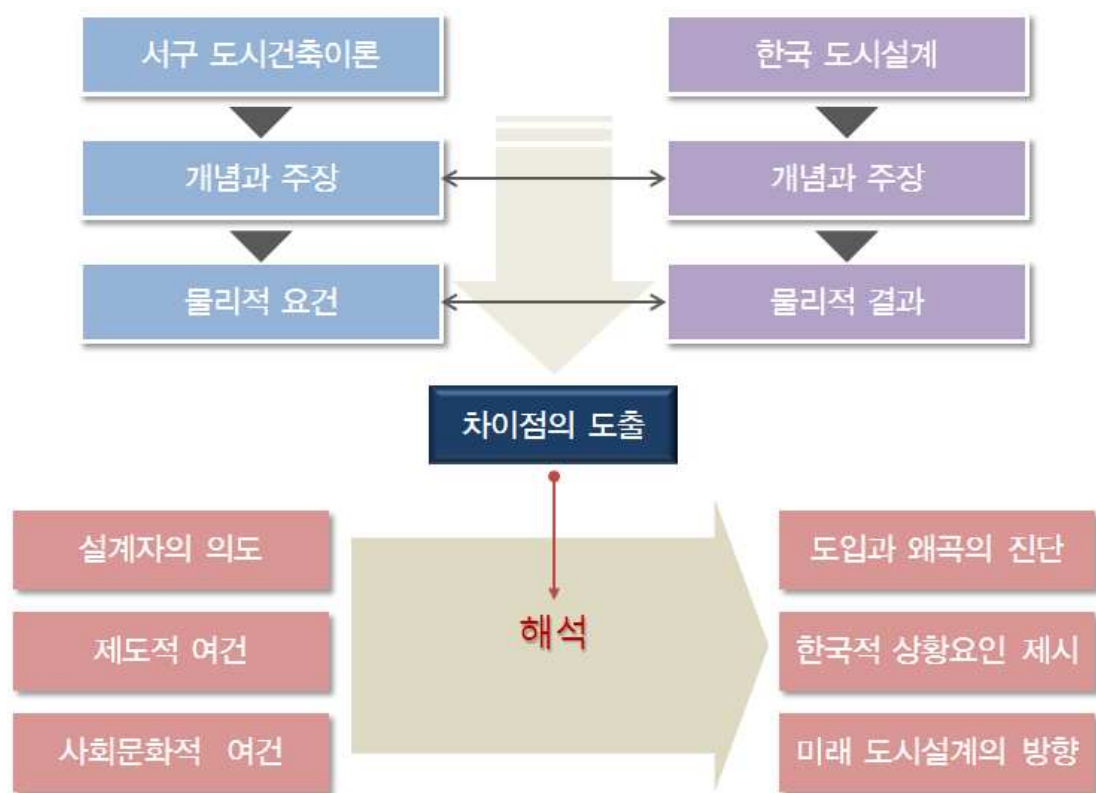 서구 도시건축이론
한국 도시설계
개념과 주장
개념과 주장
물리적 요건
물리적 결과
차이점의 도출
설계자의 의도
제도적 여건
사회문화적 여건
해석
도입과 왜곡의 진단
한국적 상황요인 제시
미래 도시설계의 방향